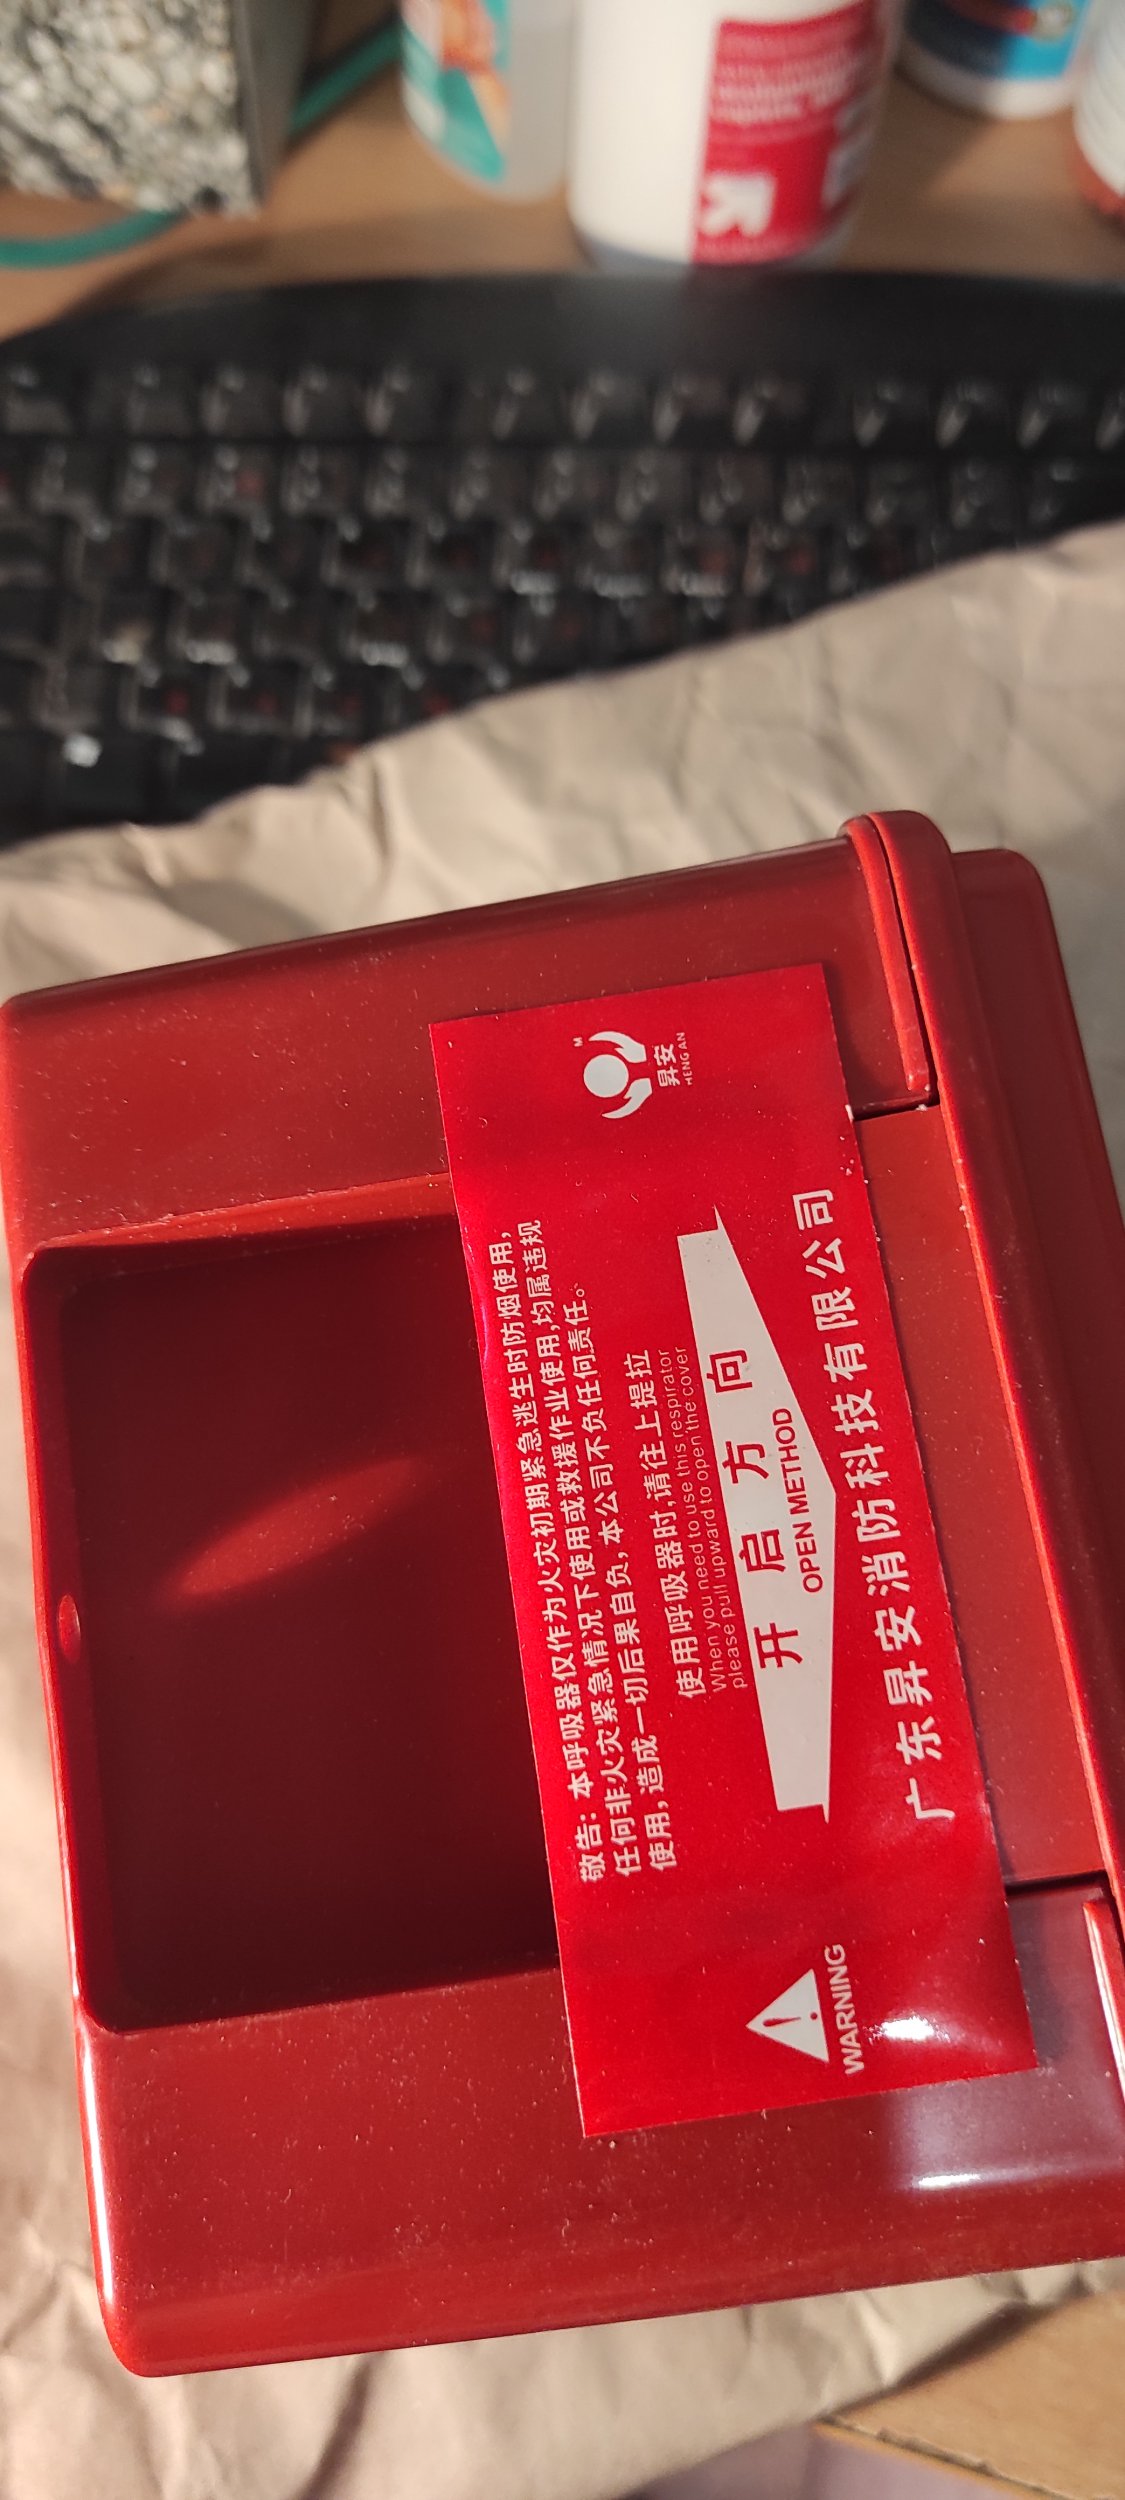 敬告：本呼吸器仅作为火灾初期紧急逃生时防烟使用，
任何非火灾紧急情况下使用或救援作业使用，均属违规
使用，造成一切后果自负，本公司不负任何责任。
使用呼吸器时，请往上提拉
When you need to use this respirator
please pull upward to open the cover
开启方向
OPEN METHOD
广东昇安消防科技有限公司
WARNING
昇安
HENG AN